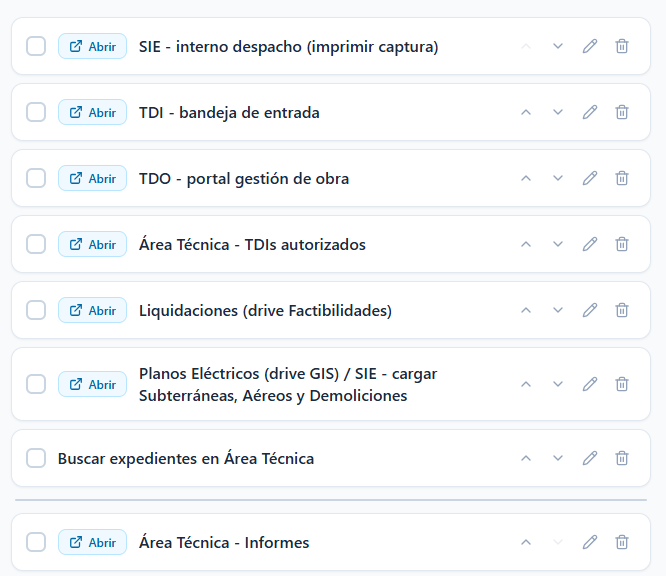 Abrir SIE - interno despacho (imprimir captura)
Abrir TDI - bandeja de entrada
Abrir TDO - portal gestión de obra
Abrir Área Técnica - TDIs autorizados
Abrir Liquidaciones (drive Factibilidades)
Abrir Planos Eléctricos (drive GIS) / SIE - cargar
Subterráneas, Aéreos y Demoliciones
Buscar expedientes en Área Técnica
Abrir Área Técnica - Informes